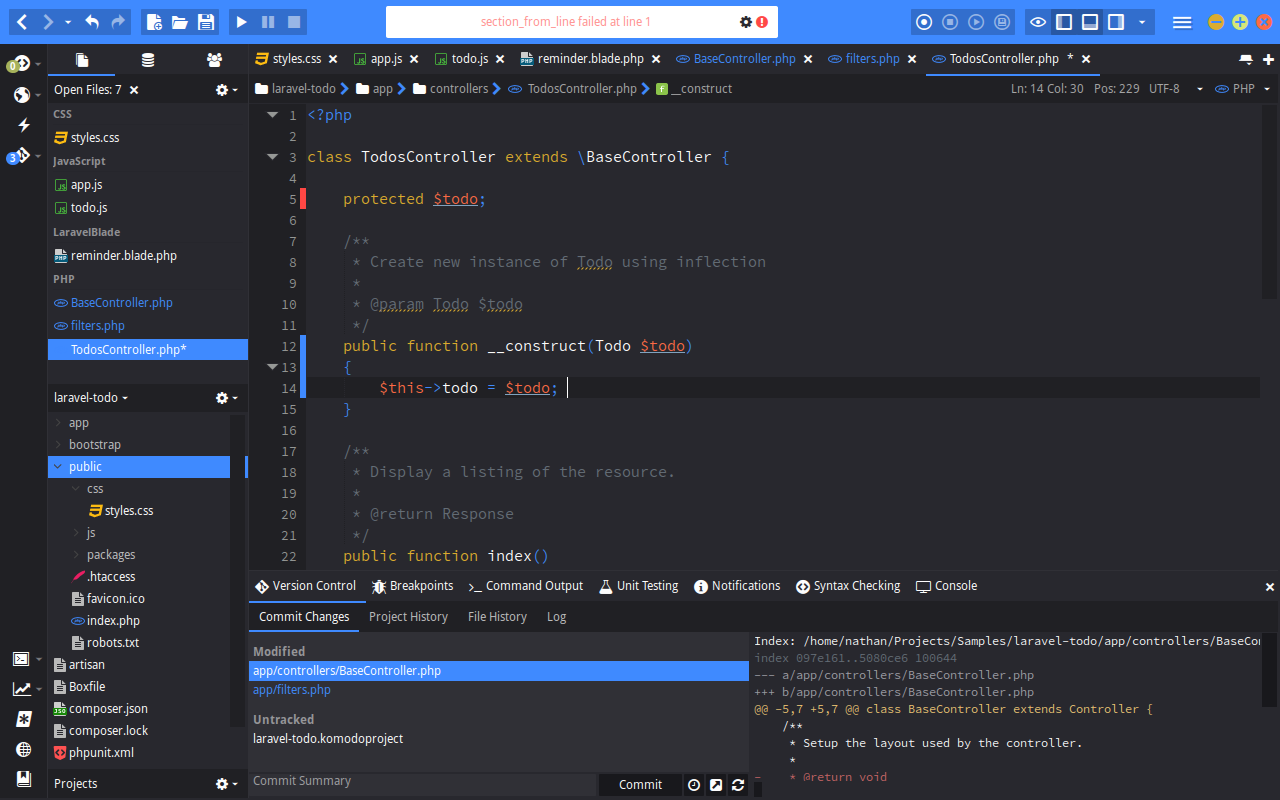 section_from_line failed at line 1
0
3
Open Files: 7
CSS
styles.css
JavaScript
app.js
todo.js
LaravelBlade
reminder.blade.php
PHP
BaseController.php
filters.php
TodosController.php*
laravel-todo
app
bootstrap
public
css
styles.css
js
packages
.htaccess
favicon.ico
index.php
robots.txt
artisan
Boxfile
composer.json
composer.lock
phpunit.xml
Projects
styles.css app.js todo.js reminder.blade.php BaseController.php filters.php TodosController.php *
laravel-todo app controllers TodosController.php __construct Ln: 14 Col: 30 Pos: 229 UTF-8 PHP
1 <?php
2
3 class TodosController extends \BaseController {
4
5 protected $todo;
6
7 /**
8 * Create new instance of Todo using inflection
9 *
10 * @param Todo $todo
11 */
12 public function __construct(Todo $todo)
13 {
14 $this->todo = $todo;
15 }
16
17 /**
18 * Display a listing of the resource.
19 *
20 * @return Response
21 */
22 public function index()
Version Control Breakpoints Command Output Unit Testing Notifications Syntax Checking Console
Commit Changes Project History File History Log
Modified
app/controllers/BaseController.php
app/filters.php
Untracked
laravel-todo.komodoproject
Commit Summary Commit
Index: /home/nathan/Projects/Samples/laravel-todo/app/controllers/BaseCon
index 097e161..5080ce6 100644
--- a/app/controllers/BaseController.php
+++ b/app/controllers/BaseController.php
@@ -5,7 +5,7 @@ class BaseController extends Controller {
/**
* Setup the layout used by the controller.
*
- * @return void